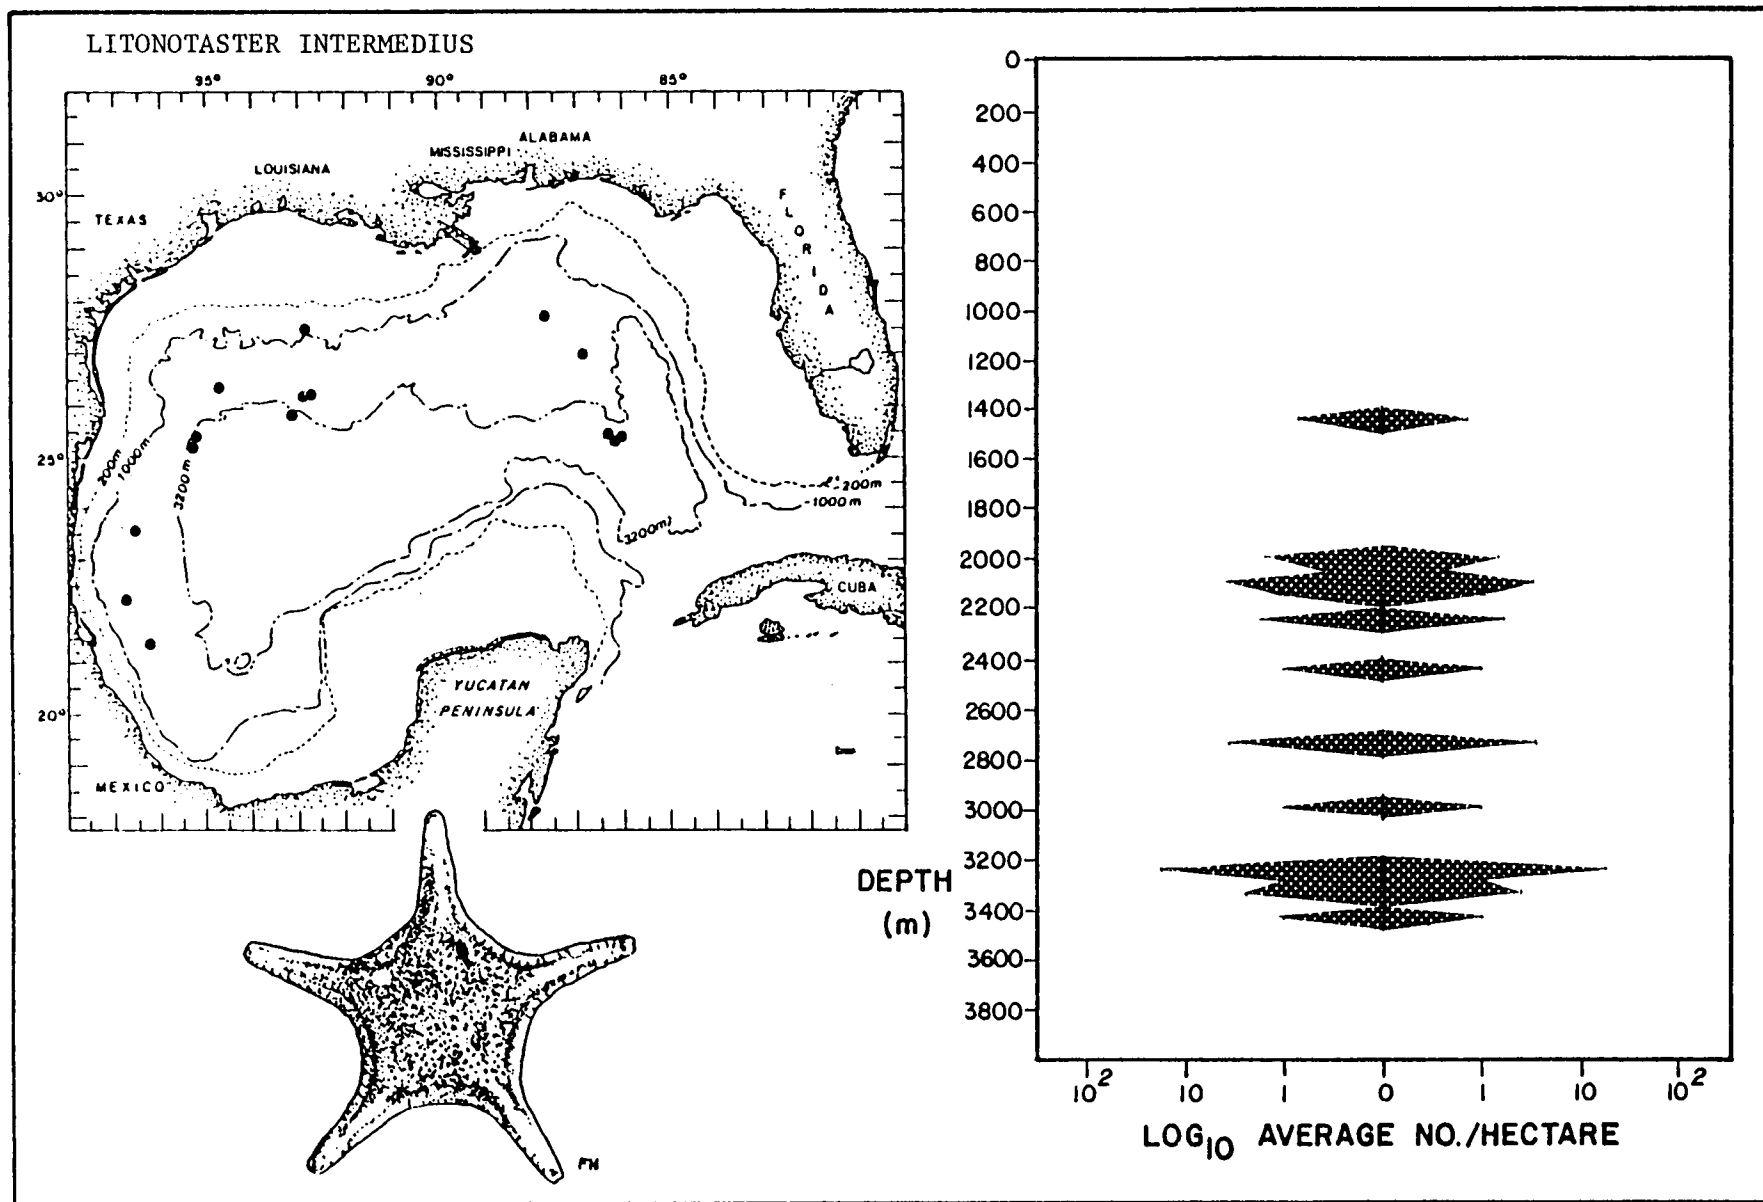 LITONOTASTER INTERMEDIUS
95° 90° 85°
ALABAMA
MISSISSIPPI
LOUISIANA
30°
TEXAS
FLORIDA
25°
200m
1000m
3200m
200m
1000m
3200m
CUBA
YUCATAN
PENINSULA
20°
MEXICO
FH
DEPTH
(m)
0
200
400
600
800
1000
1200
1400
1600
1800
2000
2200
2400
2600
2800
3000
3200
3400
3600
3800
10² 10 1 0 1 10 10²
LOG₁₀ AVERAGE NO./HECTARE